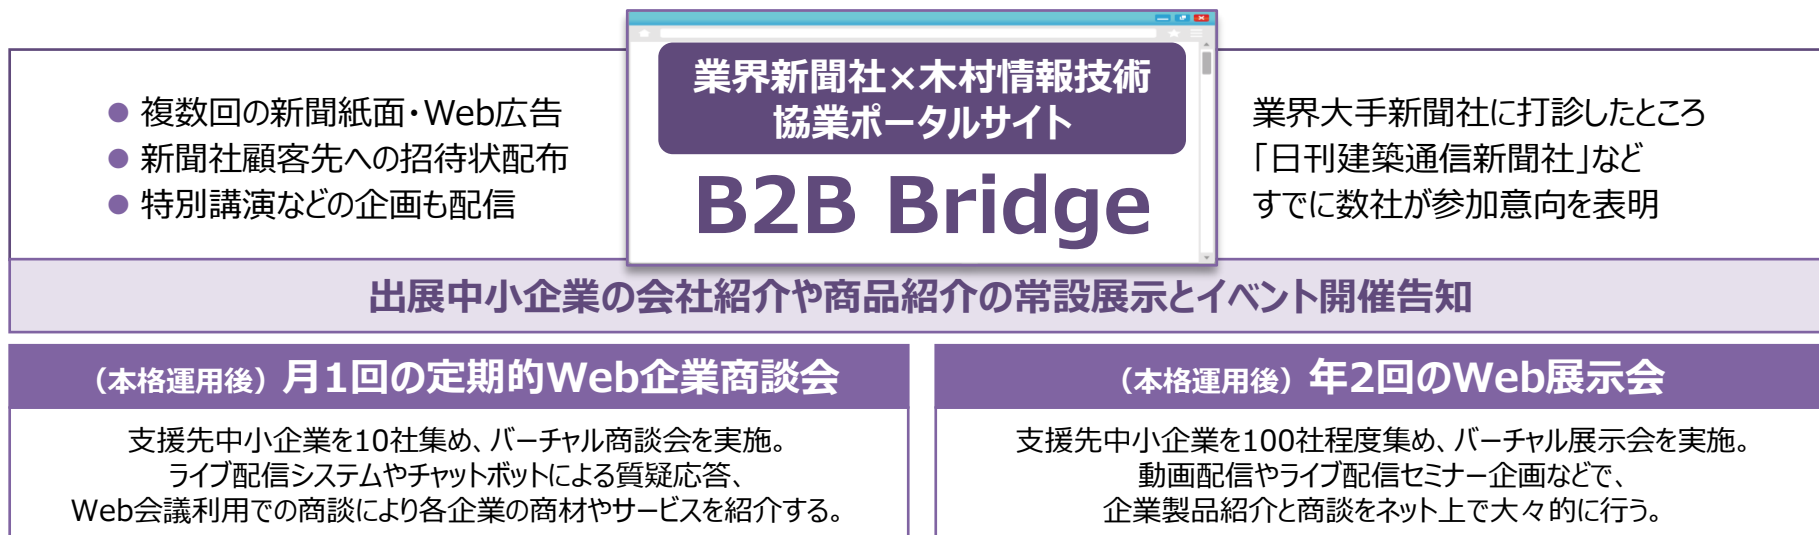 業界新聞社×木村情報技術
協業ポータルサイト
B2B Bridge
● 複数回の新聞紙面・Web広告
● 新聞社顧客先への招待状配布
● 特別講演などの企画も配信
業界大手新聞社に打診したところ
「日刊建築通信新聞社」など
すでに数社が参加意向を表明
出展中小企業の会社紹介や商品紹介の常設展示とイベント開催告知
（本格運用後）月1回の定期的Web企業商談会
支援先中小企業を10社集め、バーチャル商談会を実施。
ライブ配信システムやチャットボットによる質疑応答、
Web会議利用での商談により各企業の商材やサービスを紹介する。
（本格運用後）年2回のWeb展示会
支援先中小企業を100社程度集め、バーチャル展示会を実施。
動画配信やライブ配信セミナー企画などで、
企業製品紹介と商談をネット上で大々的に行う。